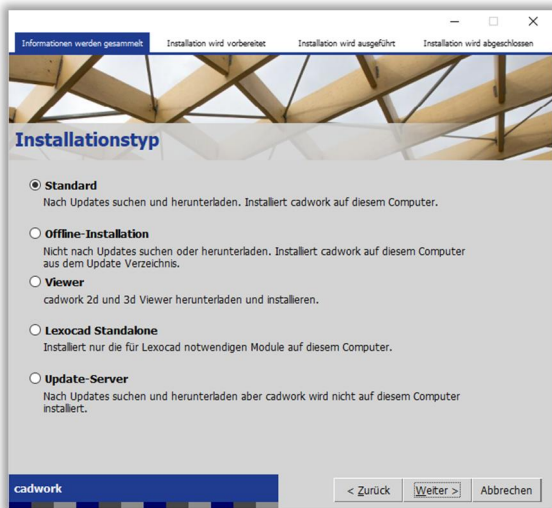 Informationen werden gesammelt
Installation wird vorbereitet
Installation wird ausgeführt
Installation wird abgeschlossen
Installationstyp
Standard
Nach Updates suchen und herunterladen. Installiert cadwork auf diesem Computer.
Offline-Installation
Nicht nach Updates suchen oder herunterladen. Installiert cadwork auf diesem Computer
aus dem Update Verzeichnis.
Viewer
cadwork 2d und 3d Viewer herunterladen und installieren.
Lexocad Standalone
Installiert nur die für Lexocad notwendigen Module auf diesem Computer.
Update-Server
Nach Updates suchen und herunterladen aber cadwork wird nicht auf diesem Computer
installiert.
cadwork
< Zurück
Weiter >
Abbrechen